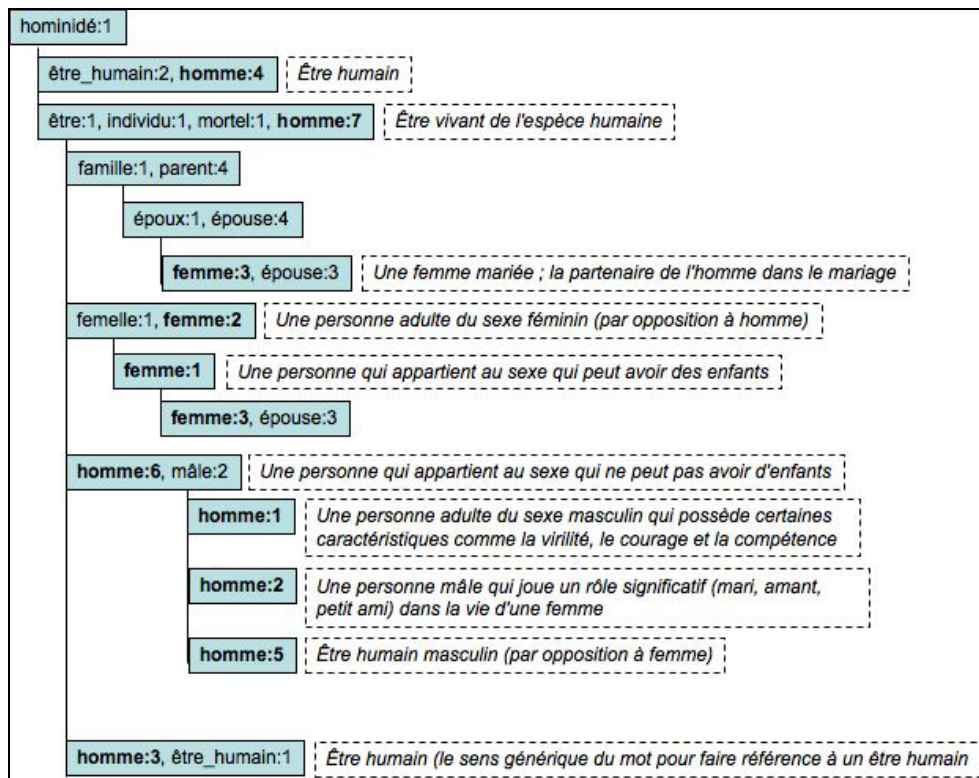 hominidé:1
être_humain:2, homme:4 Être humain
être:1, individu:1, mortel:1, homme:7 Être vivant de l'espèce humaine
famille:1, parent:4
époux:1, épouse:4
femme:3, épouse:3 Une femme mariée ; la partenaire de l'homme dans le mariage
femelle:1, femme:2 Une personne adulte du sexe féminin (par opposition à homme)
femme:1 Une personne qui appartient au sexe qui peut avoir des enfants
femme:3, épouse:3
homme:6, mâle:2 Une personne qui appartient au sexe qui ne peut pas avoir d'enfants
homme:1 Une personne adulte du sexe masculin qui possède certaines
caractéristiques comme la virilité, le courage et la compétence
homme:2 Une personne mâle qui joue un rôle significatif (mari, amant,
petit ami) dans la vie d'une femme
homme:5 Être humain masculin (par opposition à femme)
homme:3, être_humain:1 Être humain (le sens générique du mot pour faire référence à un être humain